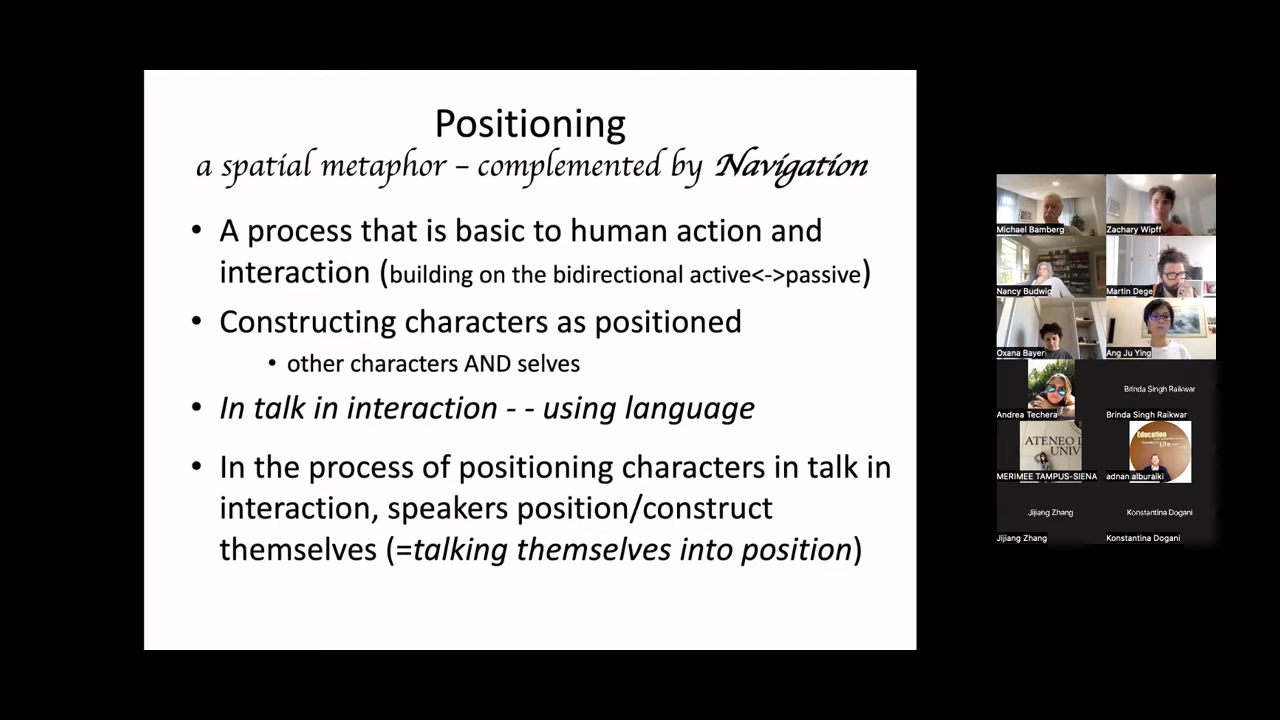 Positioning
a spatial metaphor – complemented by Navigation
• A process that is basic to human action and
interaction (building on the bidirectional active<->passive)
• Constructing characters as positioned
• other characters AND selves
• In talk in interaction - - using language
• In the process of positioning characters in talk in
interaction, speakers position/construct
themselves (=talking themselves into position)
Michael Bamberg
Zachary Wipff
Nancy Budwig
Martin Dege
Oxana Bayer
Ang Ju Ying
Andrea Techera
Brinda Singh Raikwar
Brinda Singh Raikwar
ATENEO
UNIV
MERIMEE TAMPUS-SIENA
Education
Life
adnan alburaiki
Jijiang Zhang
Konstantina Dogani
Jijiang Zhang
Konstantina Dogani